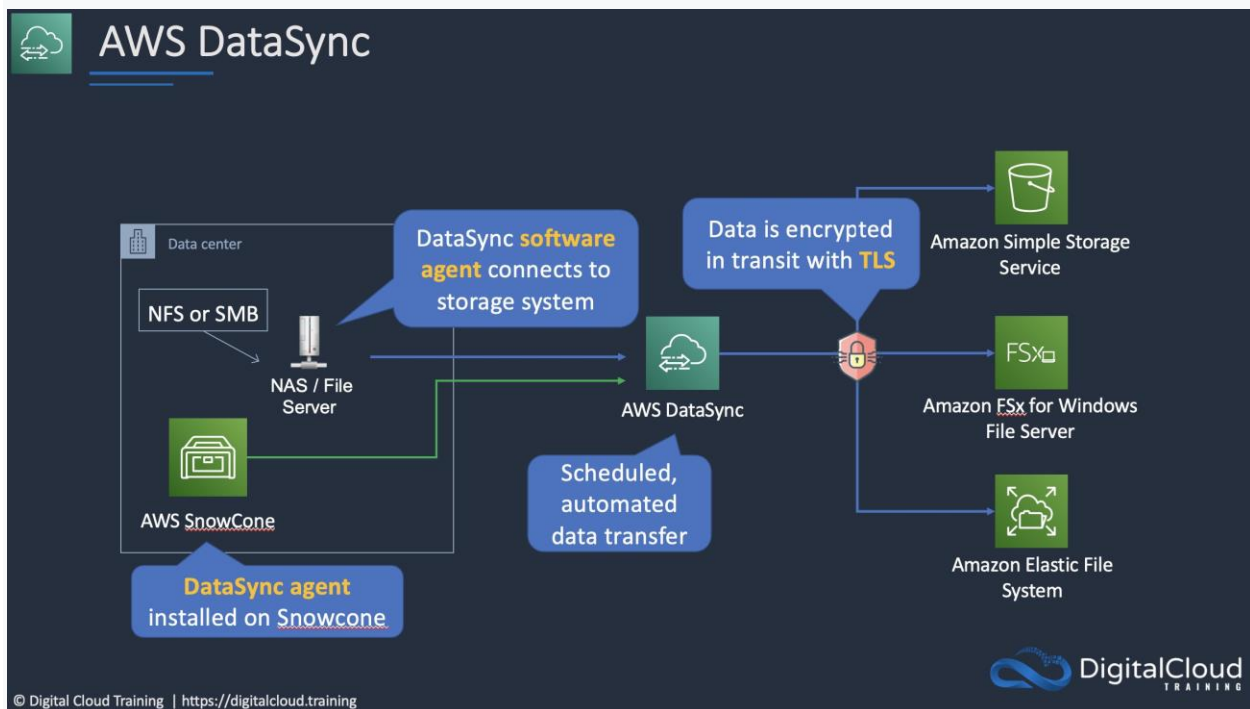 AWS DataSync
Data center
NFS or SMB
NAS / File
Server
AWS SnowCone
DataSync agent
installed on Snowcone
DataSync software
agent connects to
storage system
AWS DataSync
Scheduled,
automated
data transfer
Data is encrypted
in transit with TLS
Amazon Simple Storage
Service
FSx
Amazon FSx for Windows
File Server
Amazon Elastic File
System
DigitalCloud
TRAINING
© Digital Cloud Training | https://digitalcloud.training